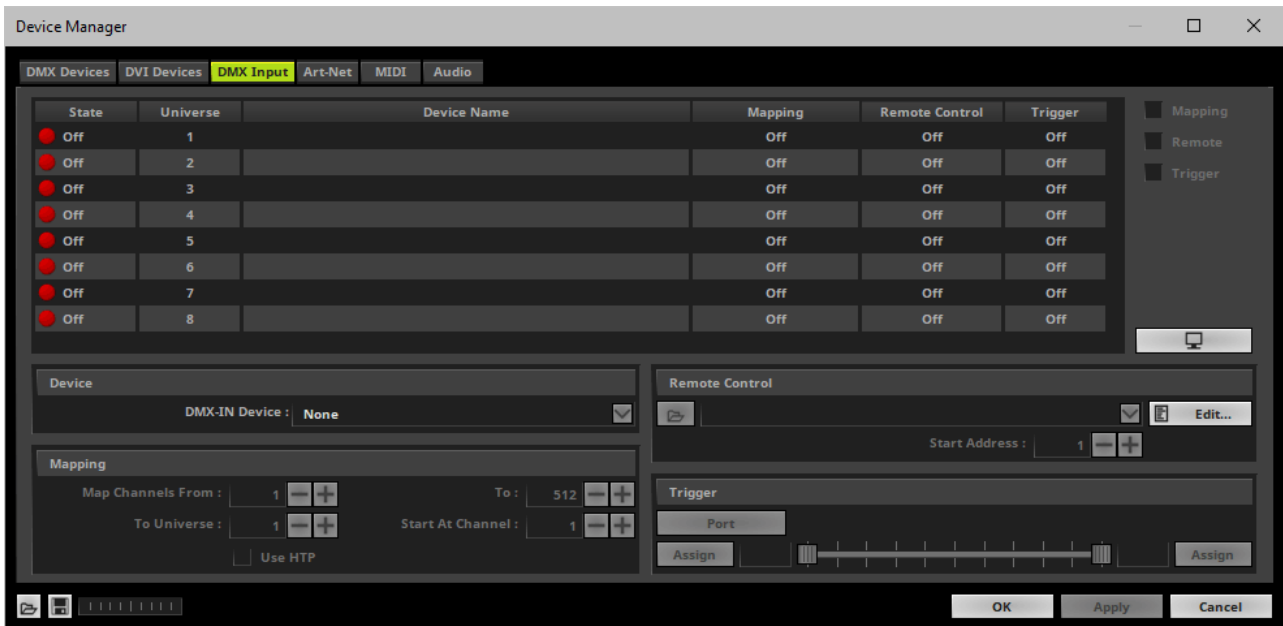 Device Manager
DMX Devices DVI Devices DMX Input Art-Net MIDI Audio
State Universe Device Name Mapping Remote Control Trigger
Off 1 Off Off Off
Off 2 Off Off Off
Off 3 Off Off Off
Off 4 Off Off Off
Off 5 Off Off Off
Off 6 Off Off Off
Off 7 Off Off Off
Off 8 Off Off Off
Mapping
Remote
Trigger
Device
DMX-IN Device : None
Mapping
Map Channels From : 1 To : 512
To Universe : 1 Start At Channel : 1
Use HTP
Remote Control
Edit...
Start Address : 1
Trigger
Port
Assign Assign
OK Apply Cancel